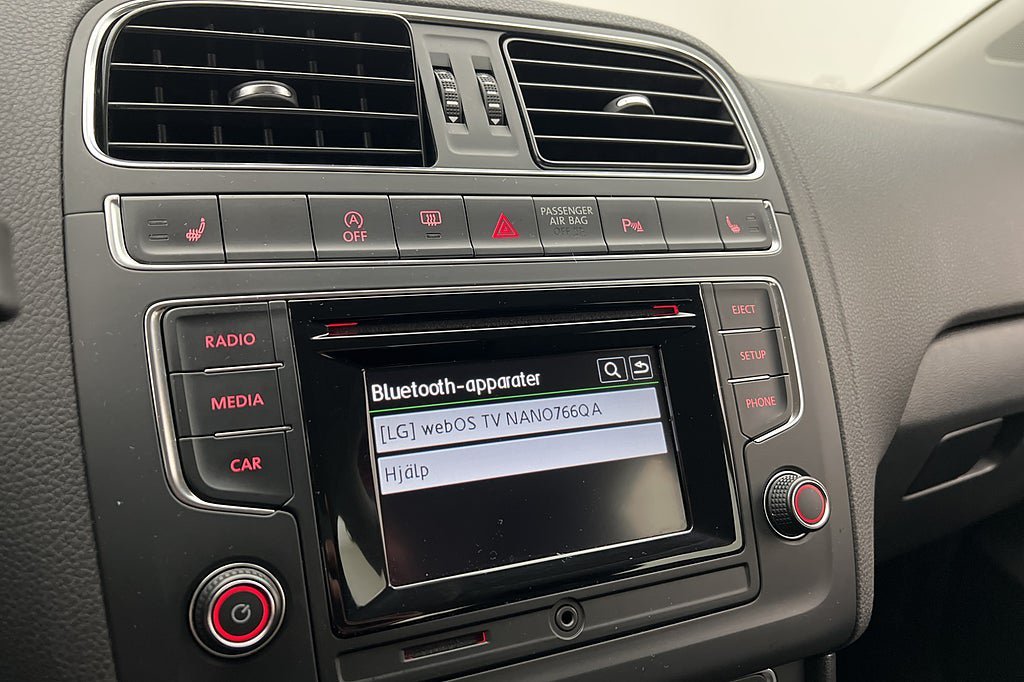 OFF
PASSENGER
AIR BAG
P
RADIO
MEDIA
CAR
EJECT
SETUP
PHONE
Bluetooth-apparater
[LG] webOS TV NANO766QA
Hjälp